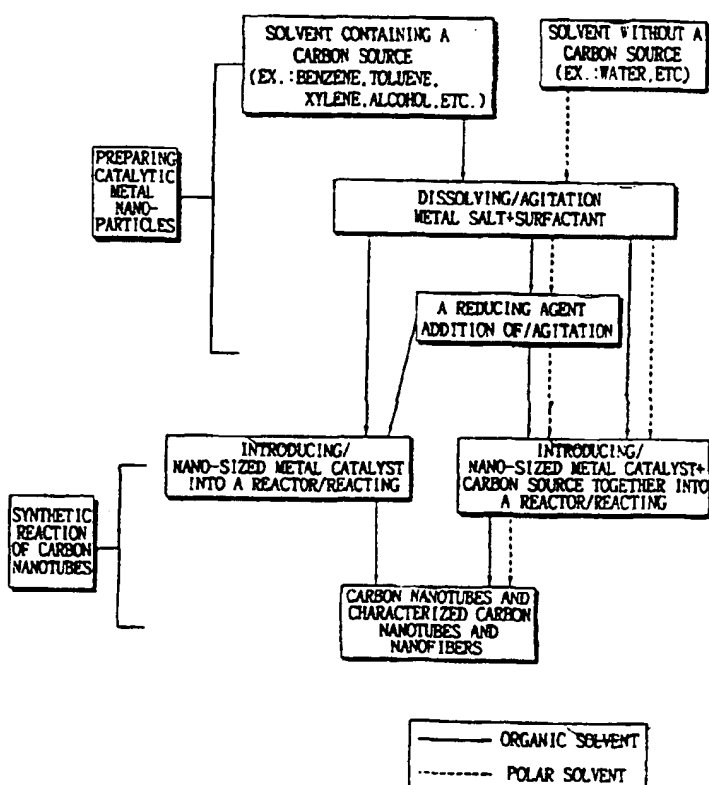 SOLVENT CONTAINING A
CARBON SOURCE
(EX.:BENZENE,TOLUEVE,
XYLENE,ALCOHOL,ETC.)
SOLVENT WITHOUT A
CARBON SOURCE
(EX.:WATER,ETC)
PREPARING
CATALYTIC
METAL
NANO-
PARTICLES
DISSOLVING/AGITATION
METAL SALT+SURFACTANT
A REDUCING AGENT
ADDITION OF/AGITATION
INTRODUCING/
NANO-SIZED METAL CATALYST
INTO A REACTOR/REACTING
INTRODUCING/
NANO-SIZED METAL CATALYST+
CARBON SOURCE TOGETHER INTO
A REACTOR/REACTING
SYNTHETIC
REACTION
OF CARBON
NANOTUBES
CARBON NANOTUBES AND
CHARACTERIZED CARBON
NANOTUBES AND
NANOFIBERS
ORGANIC SOLVENT
POLAR SOLVENT